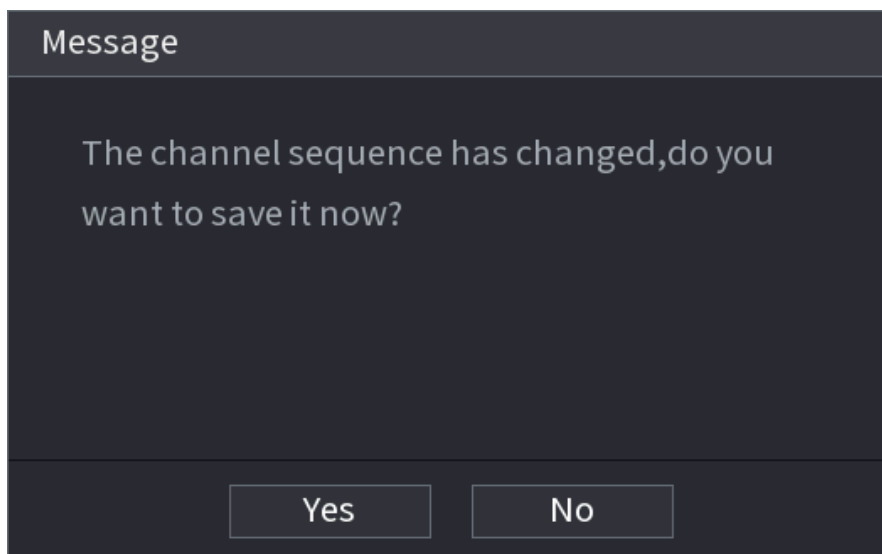 Message
The channel sequence has changed,do you
want to save it now?
Yes
No